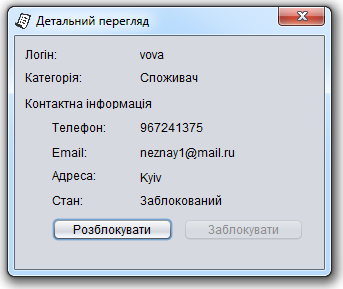 Детальний перегляд
Логін: vova
Категорія: Споживач
Контактна інформація
Телефон: 967241375
Email: neznay1@mail.ru
Адреса: Kyiv
Стан: Заблокований
Розблокувати Заблокувати